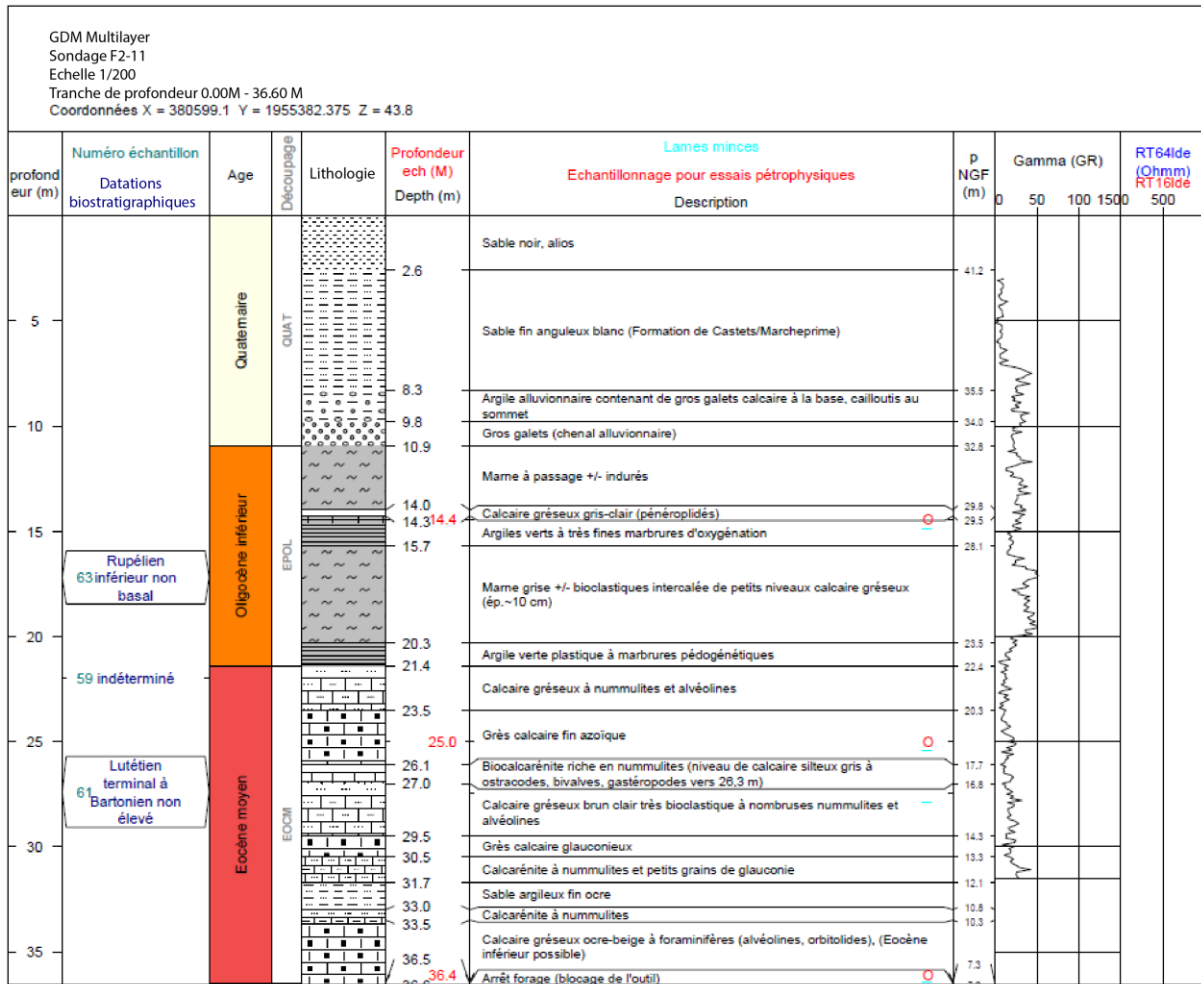 GDM Multilayer
Sondage F2-11
Echelle 1/200
Tranche de profondeur 0.00M - 36.60 M
Coordonnées X = 380599.1 Y = 1955382.375 Z = 43.8
profond
eur (m)
Numéro échantillon
Datations
biostratigraphiques
Age
Découpage
Lithologie
Profondeur
ech (M)
Depth (m)
Lames minces
Echantillonnage pour essais pétrophysiques
Description
p
NGF
(m)
Gamma (GR)
0 50 100 150
RT64lde
(Ohmm)
RT16lde
0 500
Quaternaire
QUAT
Sable noir, alios
2.6 41.2
5
Sable fin anguleux blanc (Formation de Castets/Marcheprime)
8.3 35.5
Argile alluvionnaire contenant de gros galets calcaire à la base, cailloutis au
sommet
9.8 34.0
10
Gros galets (chenal alluvionnaire)
10.9 32.8
Oligocène inférieur
EPOL
Marne à passage +/- indurés
14.0 29.8
Calcaire gréseux gris-clair (pénéroplidés)
14.3 14.4 O 29.5
15
Argiles verts à très fines marbrures d'oxygénation
15.7 28.1
Rupélien
63 inférieur non
basal
Marne grise +/- bioclastiques intercalée de petits niveaux calcaire gréseux
(ép.~10 cm)
20
20.3 23.5
Argile verte plastique à marbrures pédogénétiques
21.4 22.4
59 indéterminé
Eocène moyen
EOCM
Calcaire gréseux à nummulites et alvéolines
23.5 20.3
25
Grès calcaire fin azoïque
25.0 O
26.1 17.7
Biocalcarénite riche en nummulites (niveau de calcaire silteux gris à
ostracodes, bivalves, gastéropodes vers 26,3 m)
27.0 16.8
Lutétien
61 terminal à
Bartonien non
élevé
Calcaire gréseux brun clair très bioclastique à nombruses nummulites et
alvéolines
29.5 14.3
30
Grès calcaire glauconieux
30.5 13.3
Calcarénite à nummulites et petits grains de glauconie
31.7 12.1
Sable argileux fin ocre
33.0 10.8
Calcarénite à nummulites
33.5 10.3
Calcaire gréseux ocre-beige à foraminifères (alvéolines, orbitolides), (Eocène
inférieur possible)
35
36.5 7.3
36.4 O
Arrêt forage (blocage de l'outil)